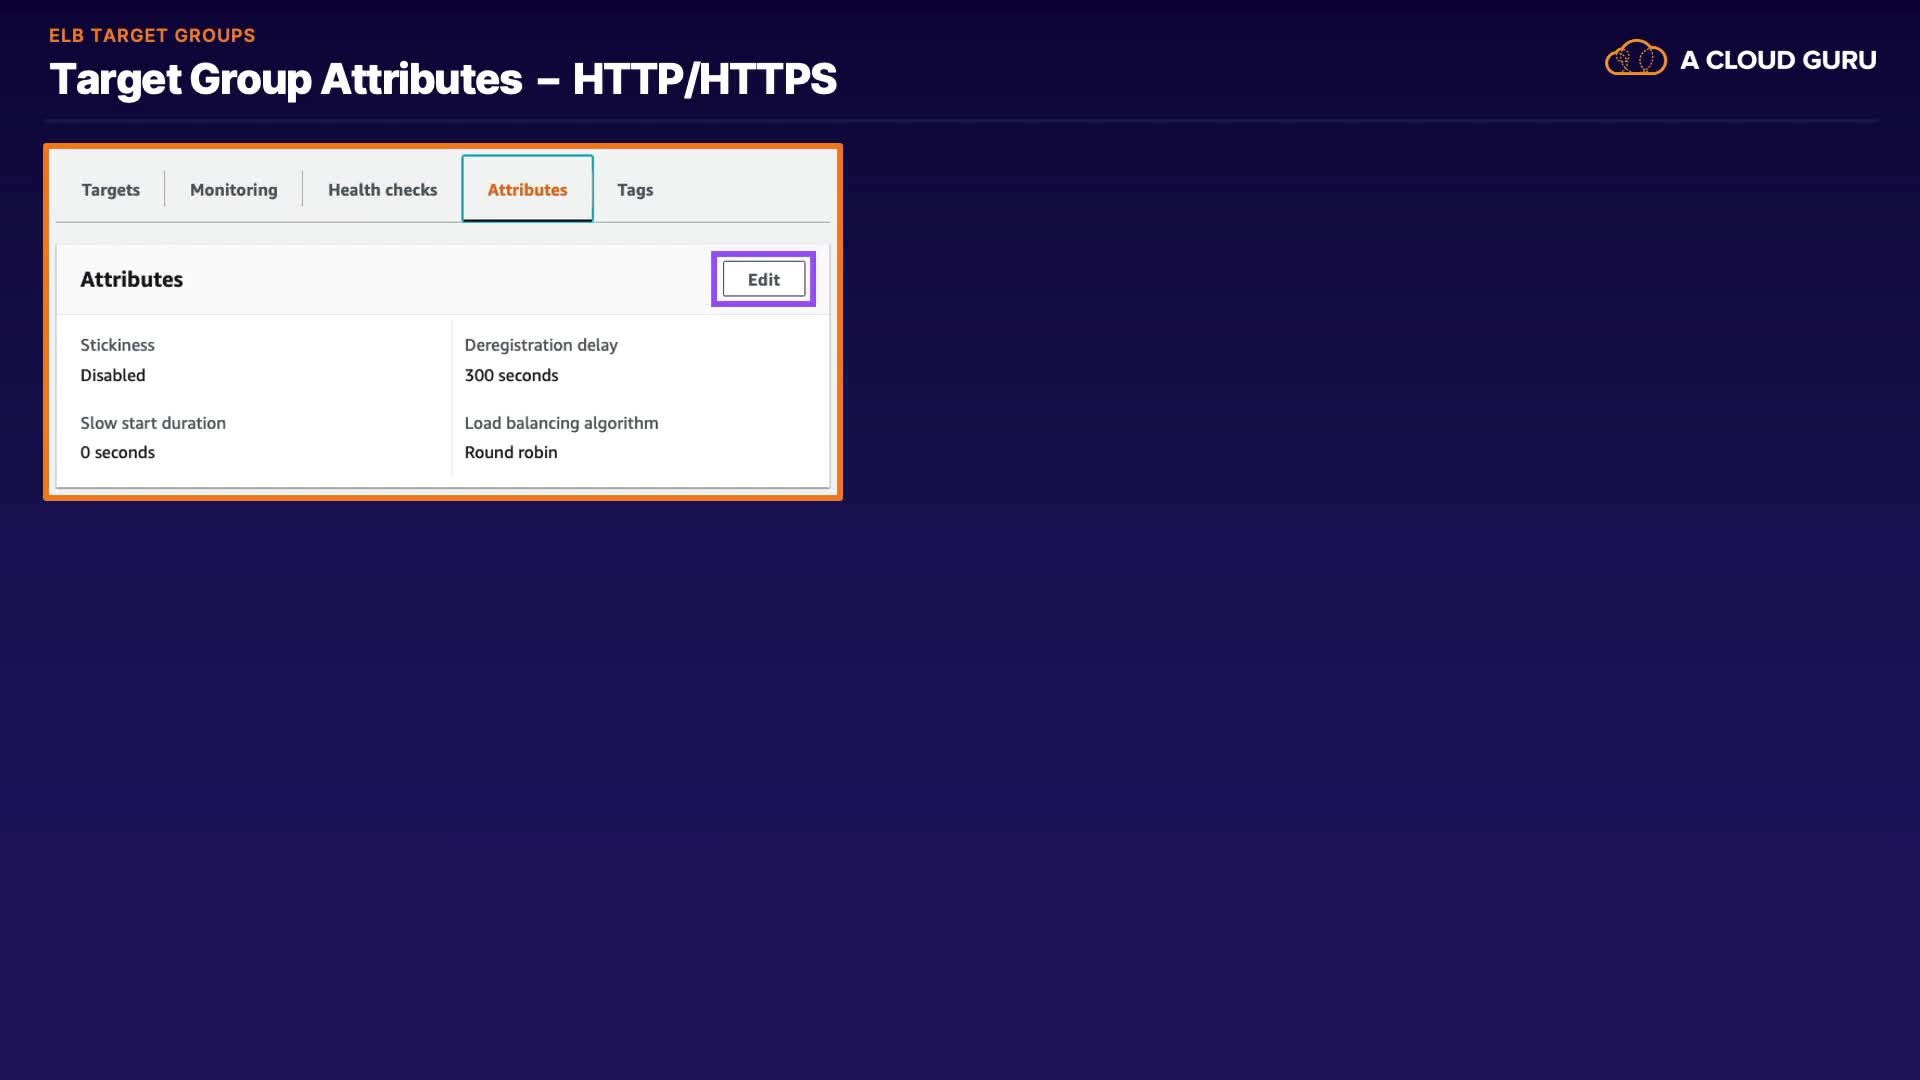 ELB TARGET GROUPS
Target Group Attributes – HTTP/HTTPS
A CLOUD GURU
Targets Monitoring Health checks Attributes Tags
Attributes Edit
Stickiness Deregistration delay
Disabled 300 seconds
Slow start duration Load balancing algorithm
0 seconds Round robin